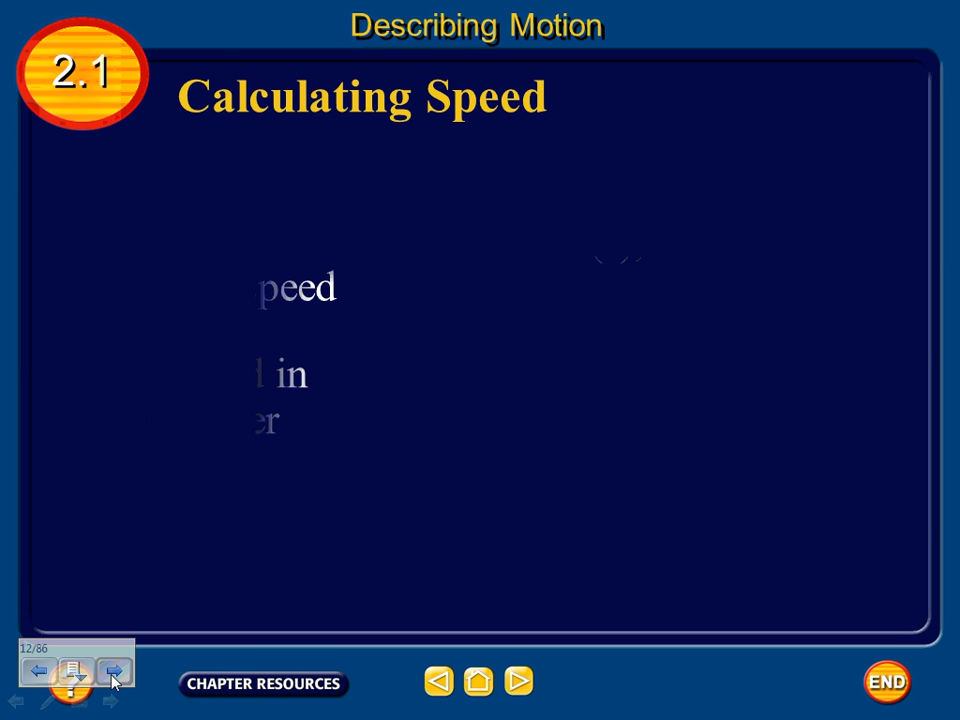 Describing Motion
2.1
Calculating Speed
peed
in
er
12/86
?
CHAPTER RESOURCES
END